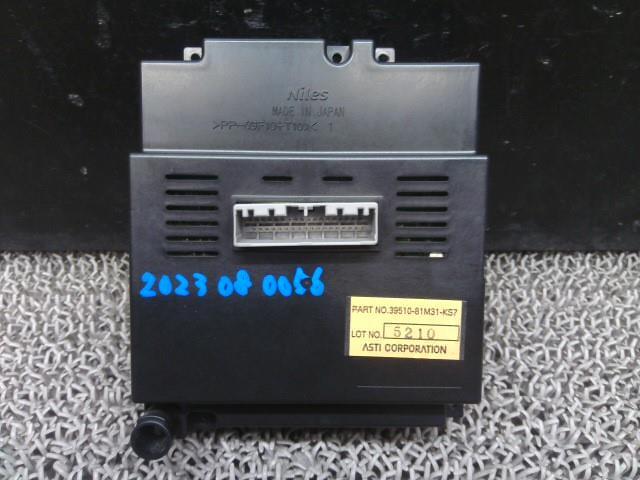 Niles
MADE IN JAPAN
2023 08 0056
PART NO.39510-81M31-KS7
LOT NO. 5210
ASTI CORPORATION